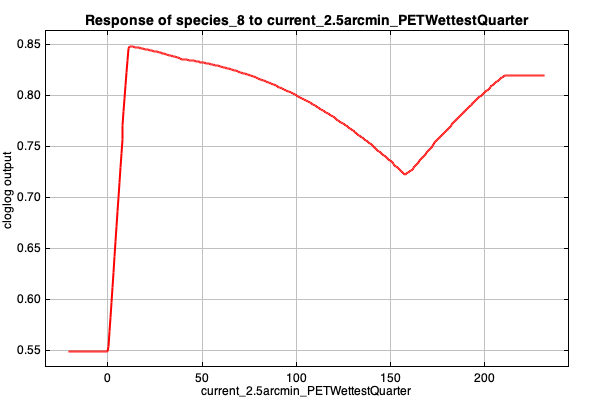 Response of species_8 to current_2.5arcmin_PETWettestQuarter
0.85
0.80
0.75
0.70
0.65
0.60
0.55
cloglog output
0 50 100 150 200
current_2.5arcmin_PETWettestQuarter